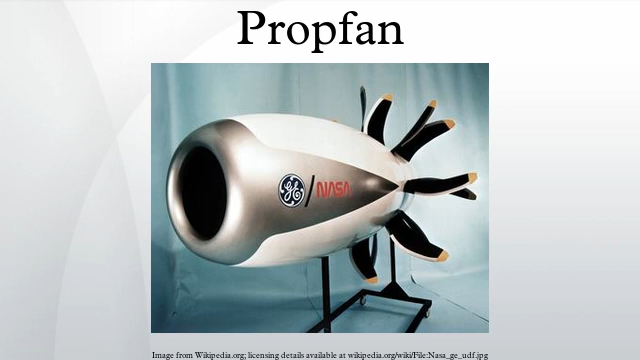 Propfan
GE/NASA
Image from Wikipedia.org; licensing details available at wikipedia.org/wiki/File:Nasa_ge_udf.jpg